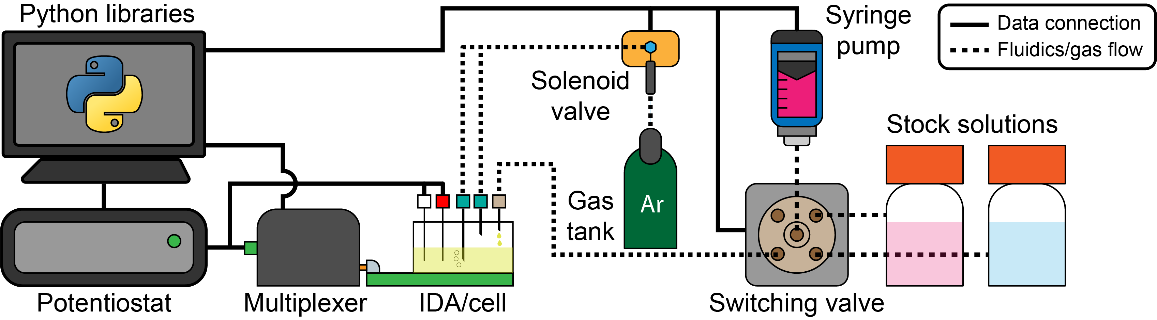 Python libraries
Syringe
pump
Data connection
Fluidics/gas flow
Solenoid
valve
Stock solutions
Ar
Gas
tank
Potentiostat
Multiplexer
IDA/cell
Switching valve